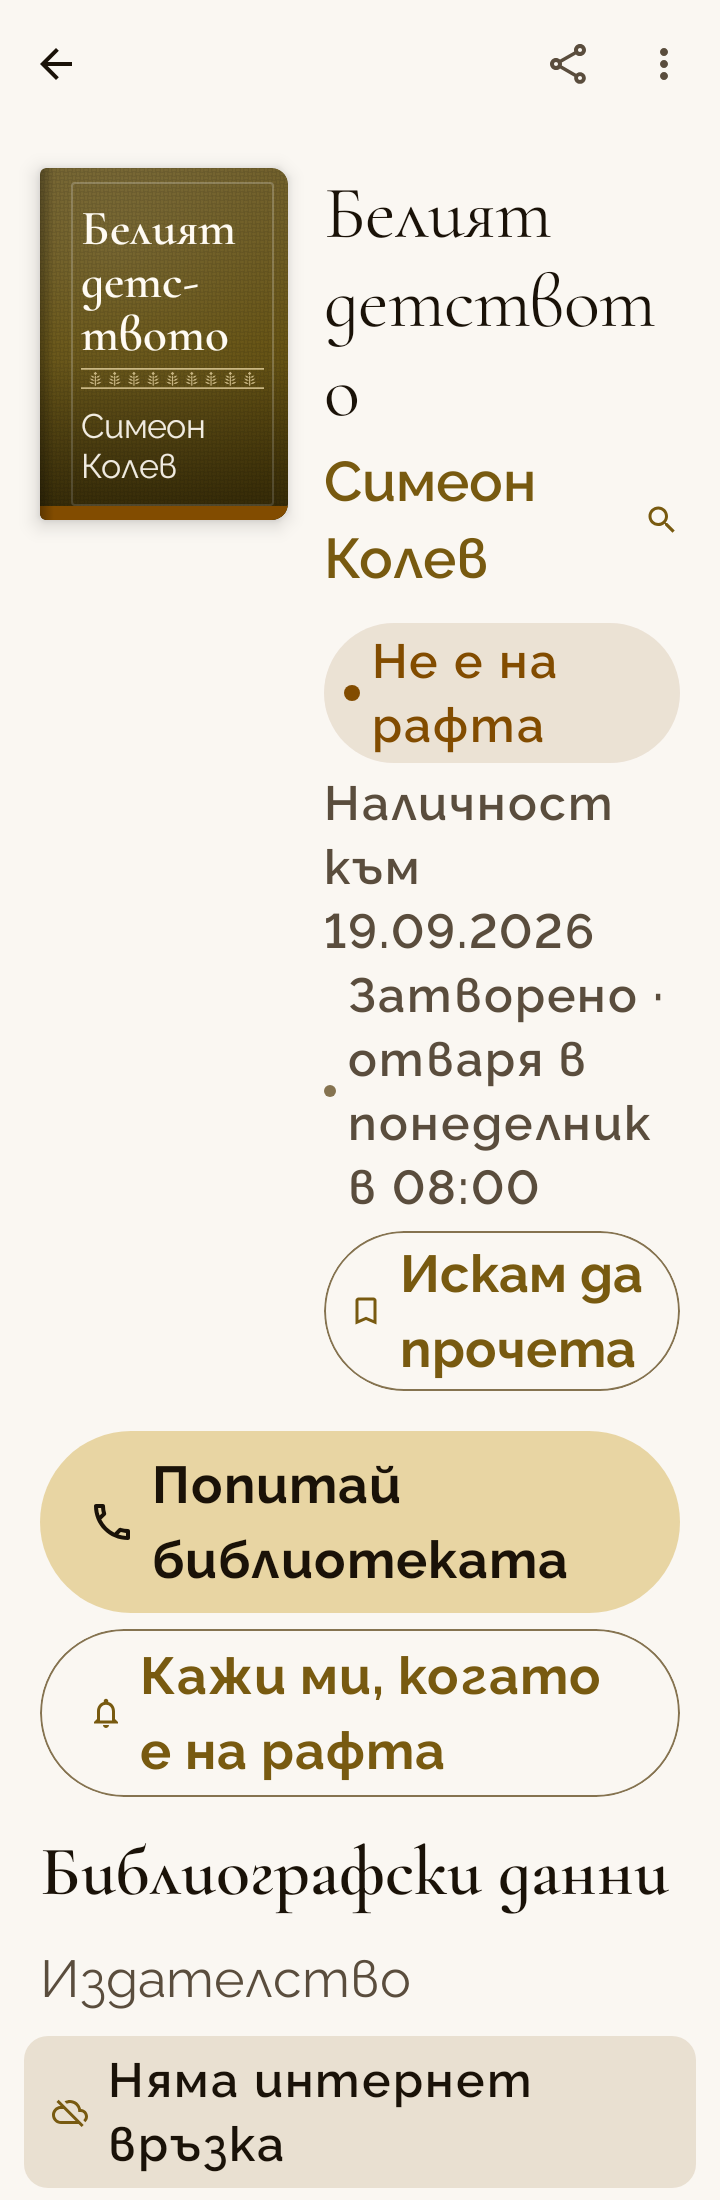 Белият
детс-
твото
Симеон
Колев
Белият
детствот
о
Симеон
Колев
Не е на
рафта
Наличност
към
19.09.2026
Затворено ·
отваря в
понеделник
в 08:00
Искам да
прочета
Попитай
библиотеката
Кажи ми, когато
е на рафта
Библиографски данни
Издателство
Няма интернет
връзка